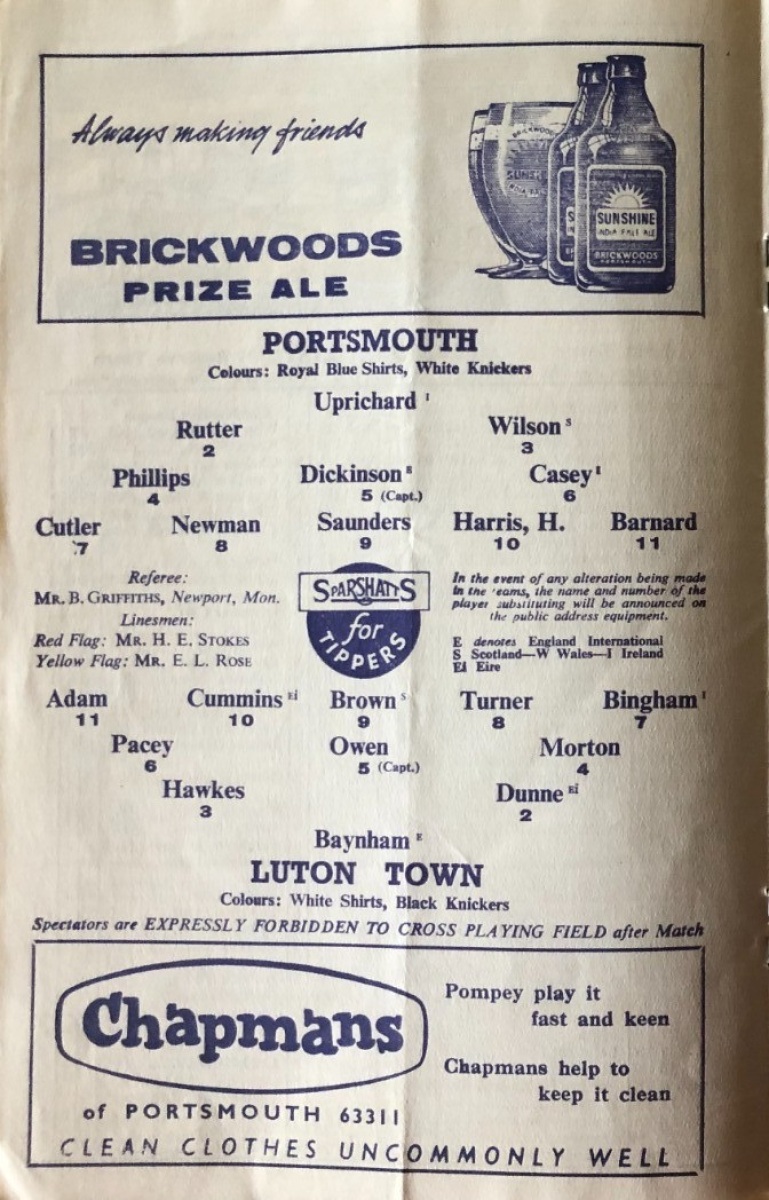 Always making friends
BRICKWOODS
PRIZE ALE
BRICKWOODS
SUNSHINE
INDIA PALE ALE
BRICKWOODS
PORTSMOUTH
PORTSMOUTH
Colours: Royal Blue Shirts, White Knickers
Uprichard I
Rutter Wilson S
2 3
Phillips Dickinson E Casey I
4 5 (Capt.) 6
Cutler Newman Saunders Harris, H. Barnard
7 8 9 10 11
Referee:
MR. B. GRIFFITHS, Newport, Mon.
Linesmen:
Red Flag: MR. H. E. STOKES
Yellow Flag: MR. E. L. ROSE
SPARSHATTS
for
TIPPERS
In the event of any alteration being made
in the teams, the name and number of the
player substituting will be announced on
the public address equipment.
E denotes England International
S Scotland—W Wales—I Ireland
EI Eire
Adam Cummins Ei Brown S Turner Bingham I
11 10 9 8 7
Pacey Owen Morton
6 5 (Capt.) 4
Hawkes Dunne Ei
3 2
Baynham E
LUTON TOWN
Colours: White Shirts, Black Knickers
Spectators are EXPRESSLY FORBIDDEN TO CROSS PLAYING FIELD after Match
Chapmans
of PORTSMOUTH 63311
Pompey play it
fast and keen
Chapmans help to
keep it clean
CLEAN CLOTHES UNCOMMONLY WELL